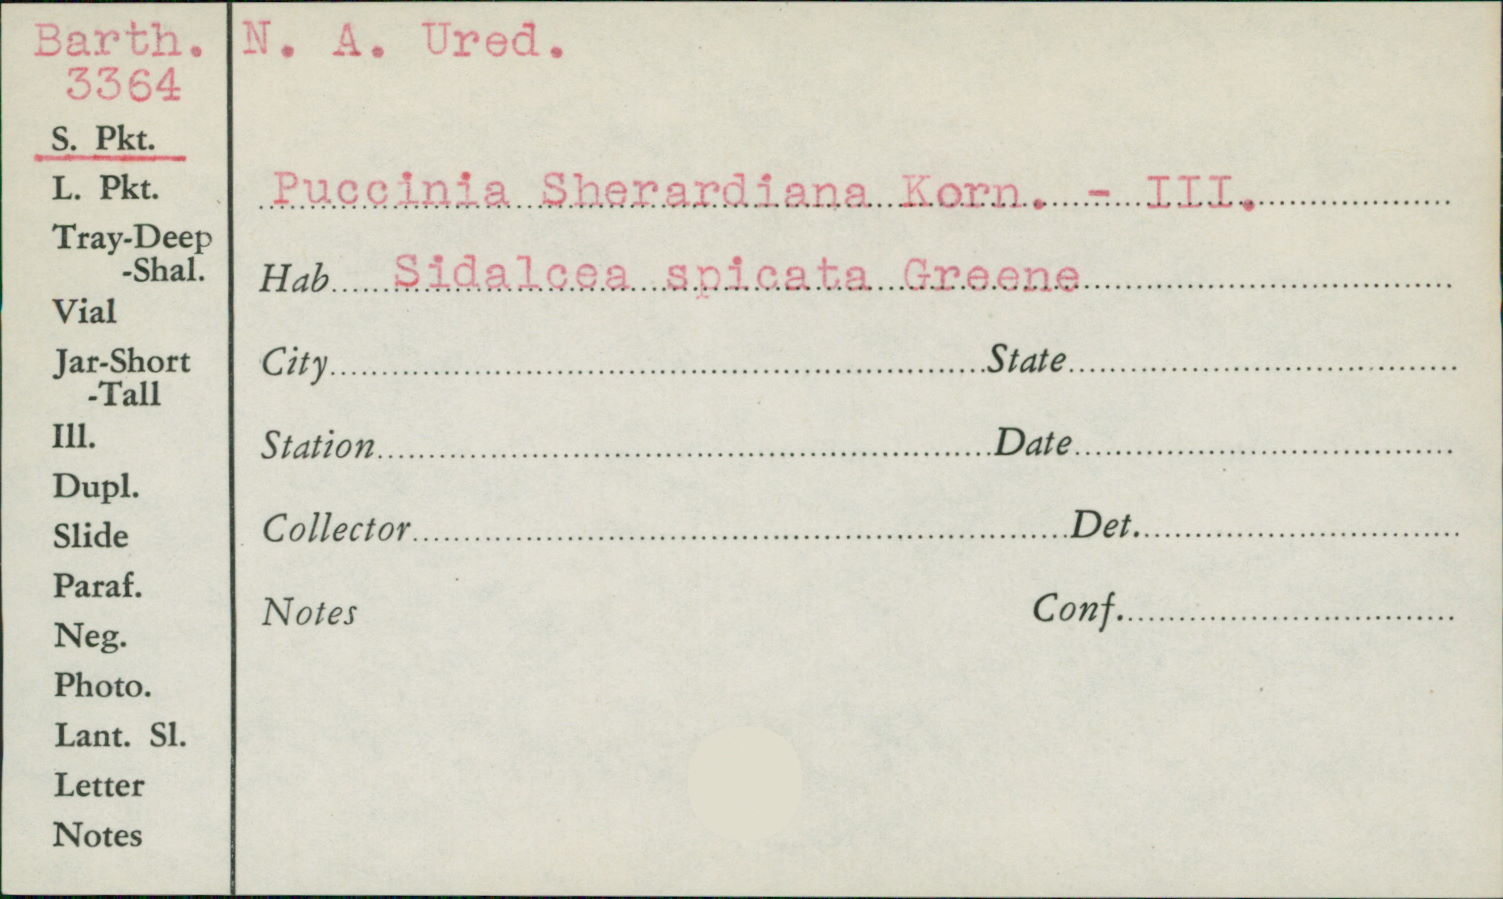 Barth. N. A. Ured.
3364
S. Pkt.
L. Pkt.
Tray-Deep
-Shal.
Vial
Jar-Short
-Tall
Ill.
Dupl.
Slide
Paraf.
Neg.
Photo.
Lant. Sl.
Letter
Notes
Puccinia Sherardiana Korn. - III.
Hab. Sidalcea spicata Greene
City State
Station Date
Collector Det.
Notes Conf.